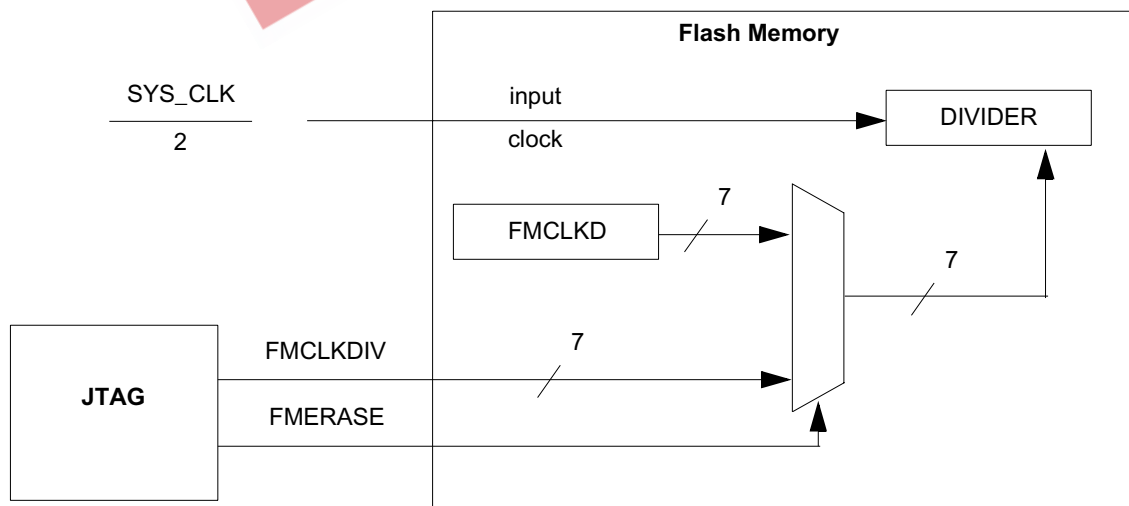 Flash Memory
SYS_CLK
2
input
clock
DIVIDER
7
FMCLKD
7
FMCLKDIV
7
JTAG
FMERASE